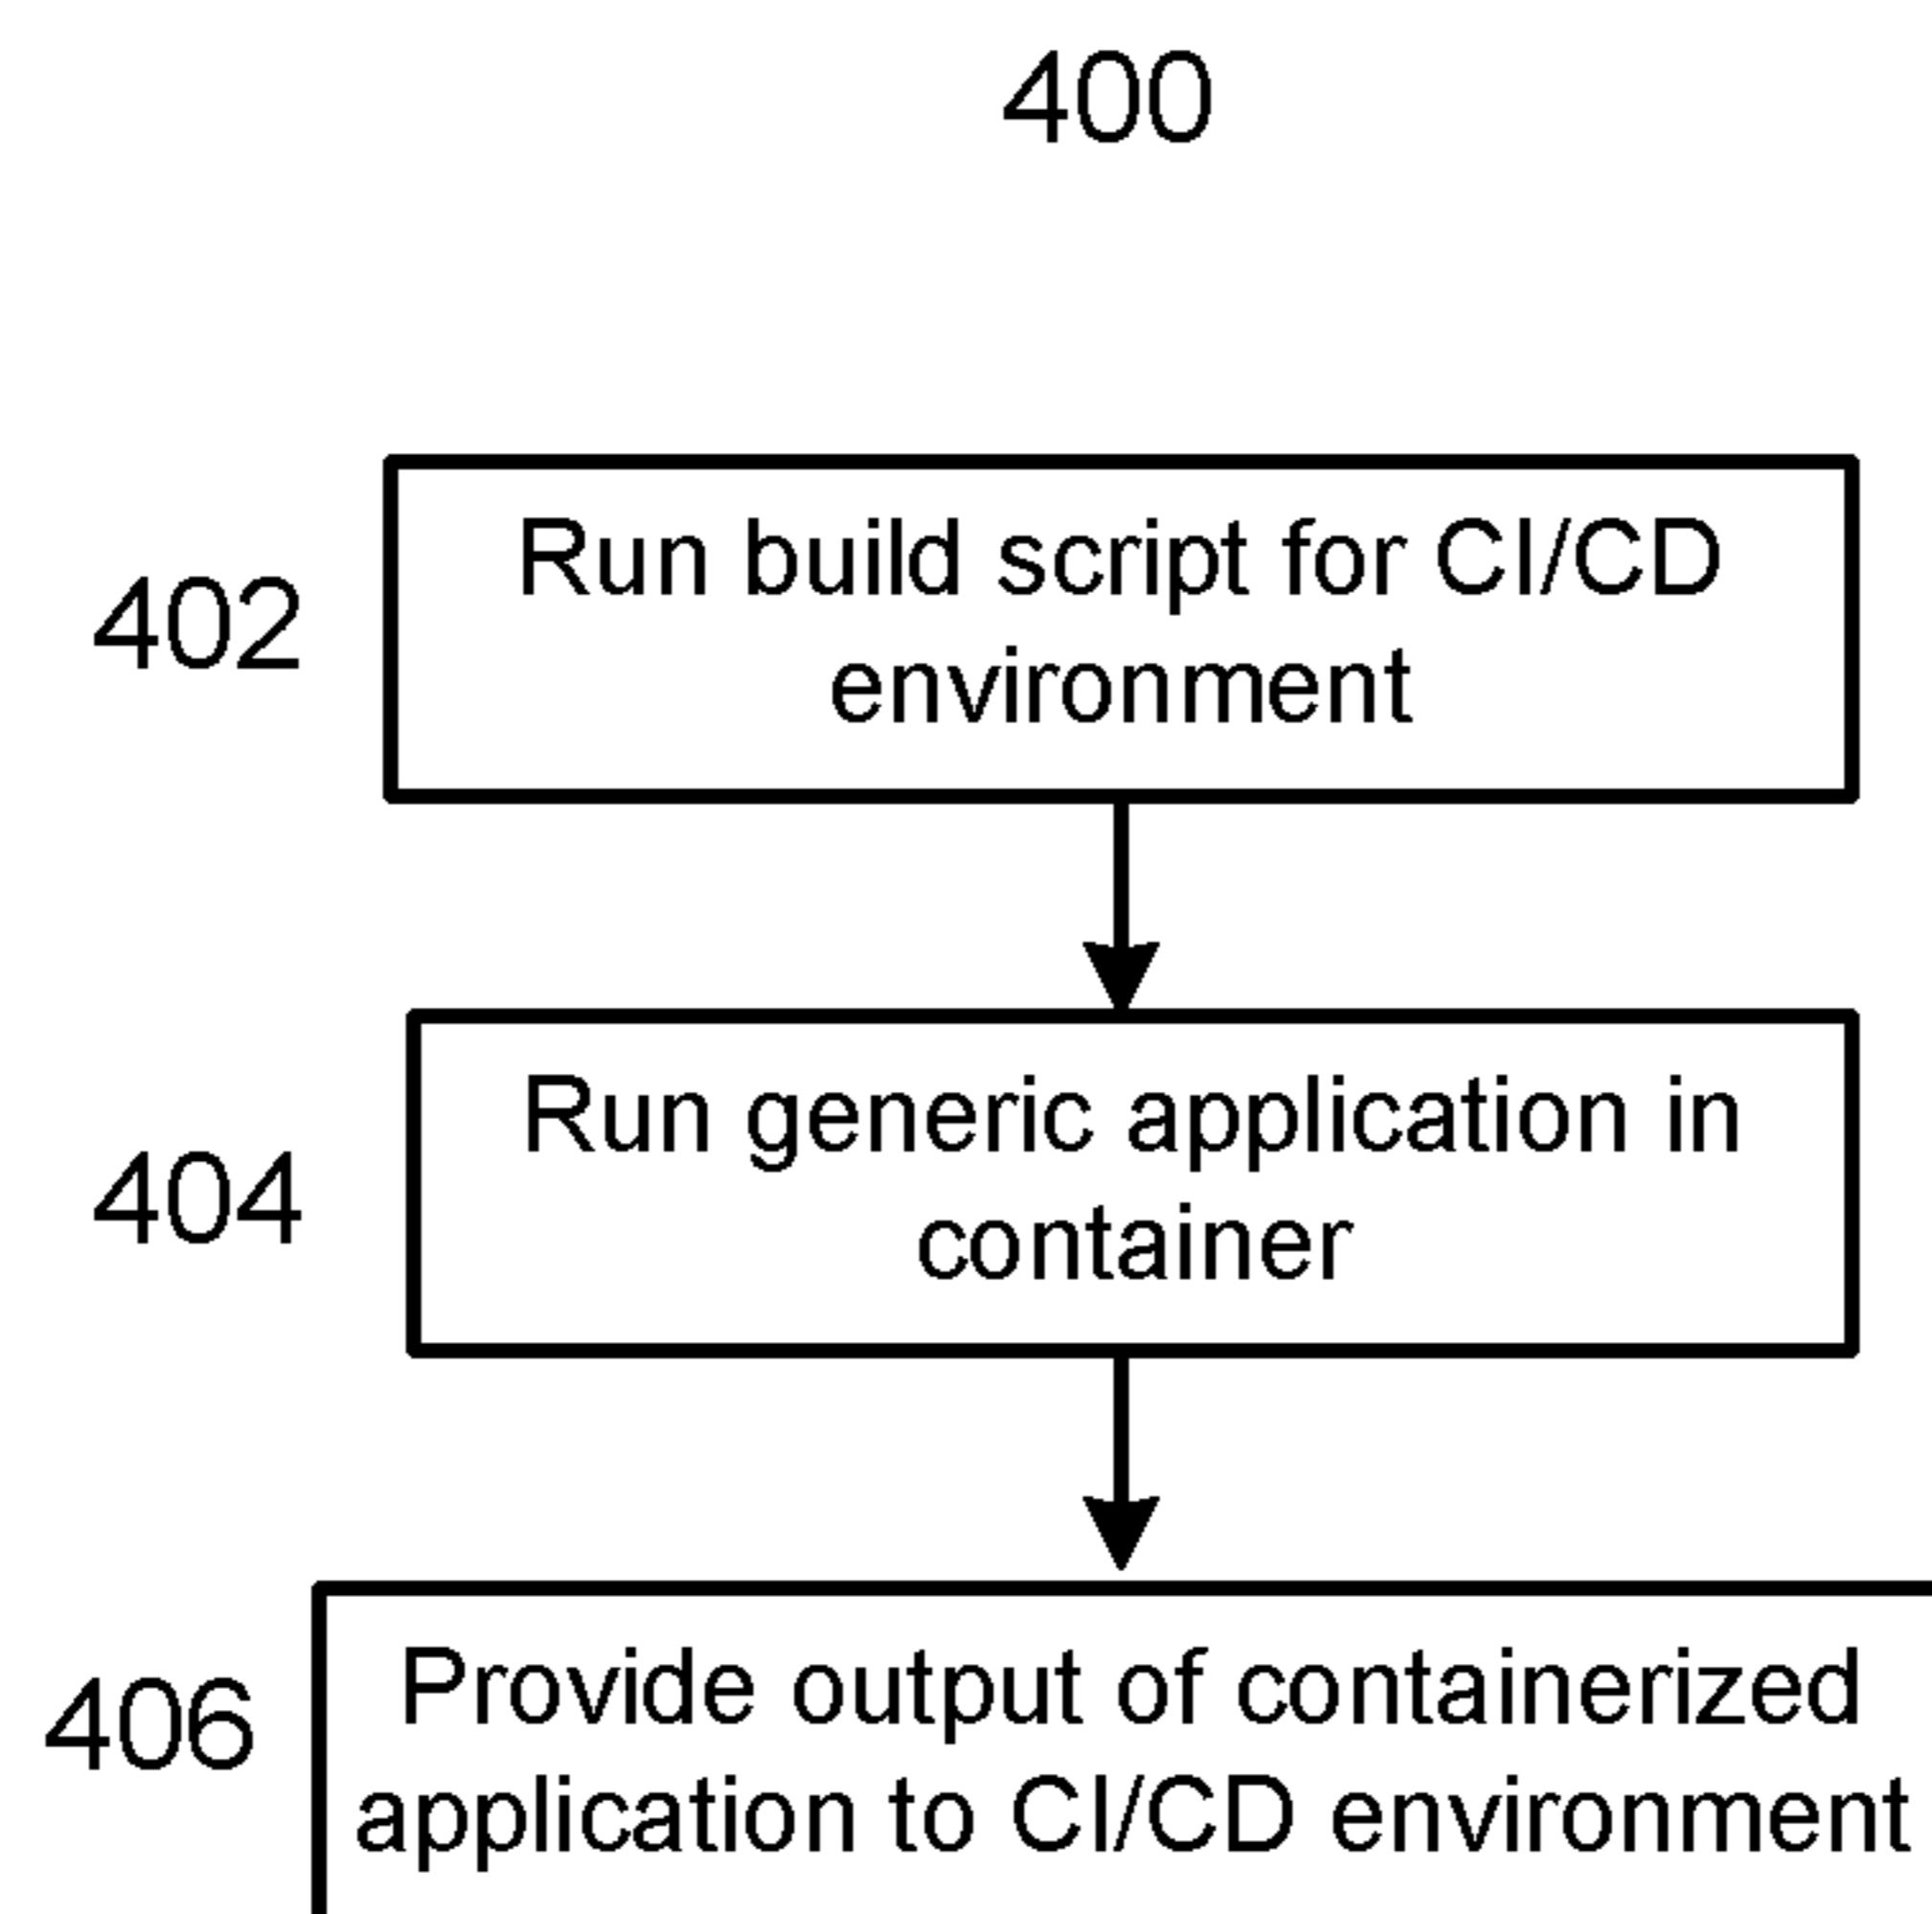 400
402
Run build script for CI/CD
environment
404
Run generic application in
container
406
Provide output of containerized
application to CI/CD environment